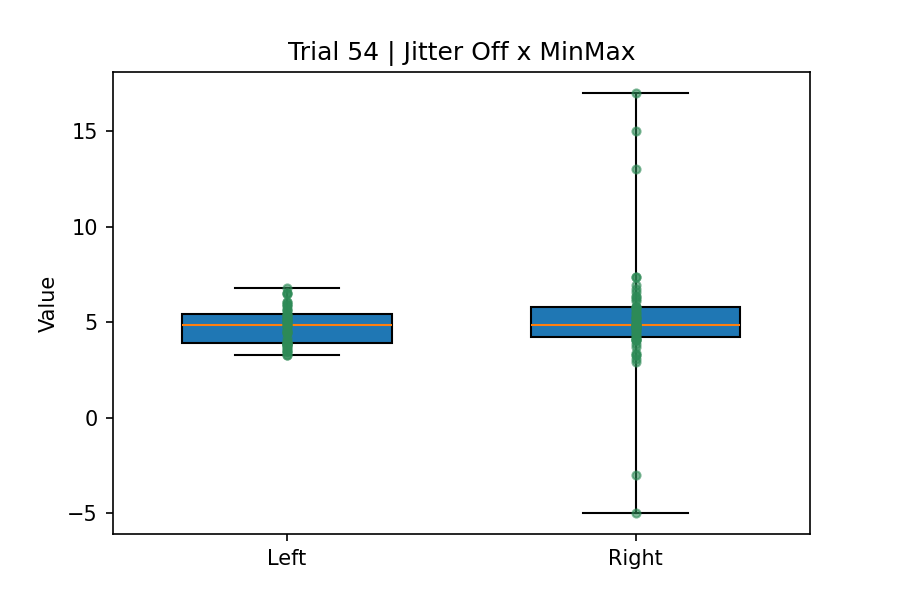 Trial 54 | Jitter Off x MinMax
Value
15
10
5
0
−5
Left
Right